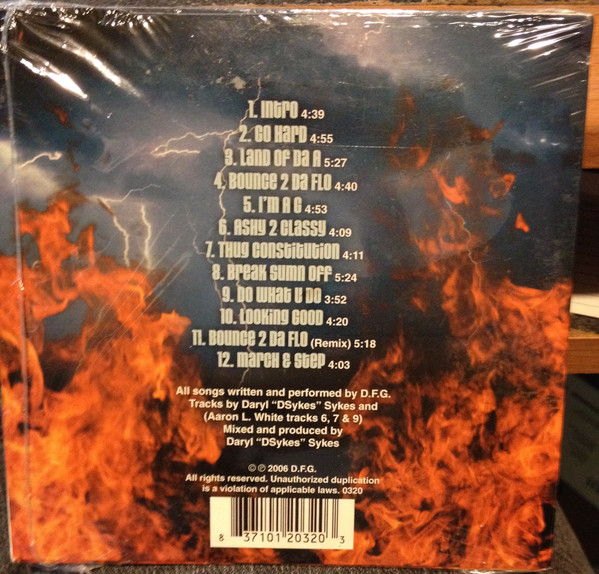 1. Intro 4:39
2. Go Hard 4:55
3. Land of Da A 5:27
4. Bounce 2 Da Flo 4:40
5. I'm A G 4:53
6. Ashy 2 Classy 4:09
7. Thug Constitution 4:11
8. Break Sumn Off 5:24
9. Do What U Do 3:52
10. Looking Good 4:20
11. Bounce 2 Da Flo (Remix) 5:18
12. March & Step 4:03
All songs written and performed by D.F.G.
Tracks by Daryl "DSykes" Sykes and
(Aaron L. White tracks 6, 7 & 9)
Mixed and produced by
Daryl "DSykes" Sykes
© ℗ 2006 D.F.G.
All rights reserved. Unauthorized duplication
is a violation of applicable laws. 0320
8 37101 20320 3